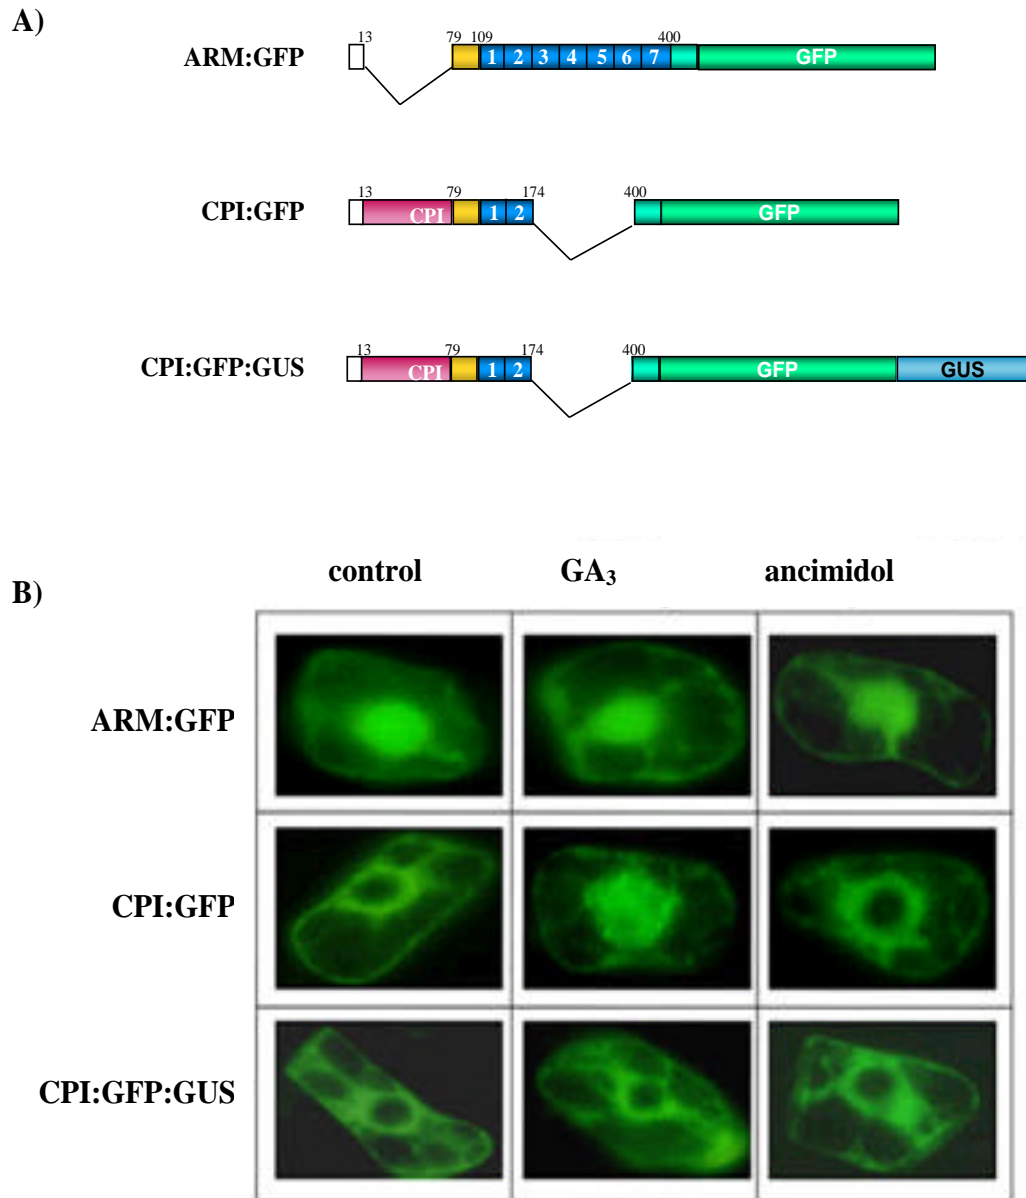 A)
13 79 109 400
ARM:GFP 1 2 3 4 5 6 7 GFP
13 79 174 400
CPI:GFP CPI 1 2 GFP
13 79 174 400
CPI:GFP:GUS CPI 1 2 GFP GUS
control GA₃ ancimidol
B)
ARM:GFP
CPI:GFP
CPI:GFP:GUS